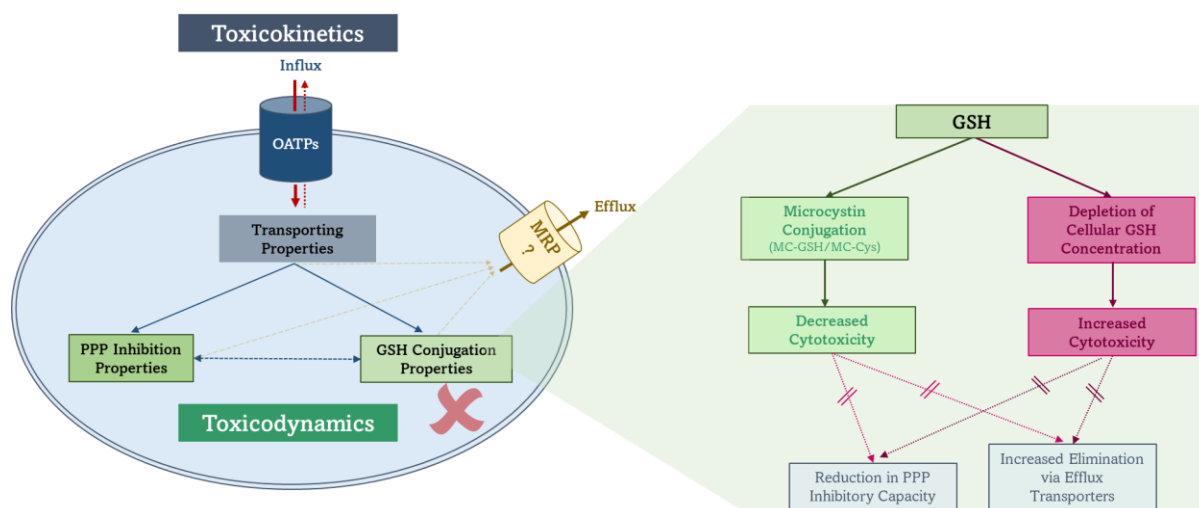 Toxicokinetics
Influx
OATPs
Transporting
Properties
MRP
?
Efflux
PPP Inhibition
Properties
GSH Conjugation
Properties
Toxicodynamics
GSH
Microcystin
Conjugation
(MC-GSH/MC-Cys)
Depletion of
Cellular GSH
Concentration
Decreased
Cytotoxicity
Increased
Cytotoxicity
Reduction in PPP
Inhibitory Capacity
Increased Elimination
via Efflux
Transporters